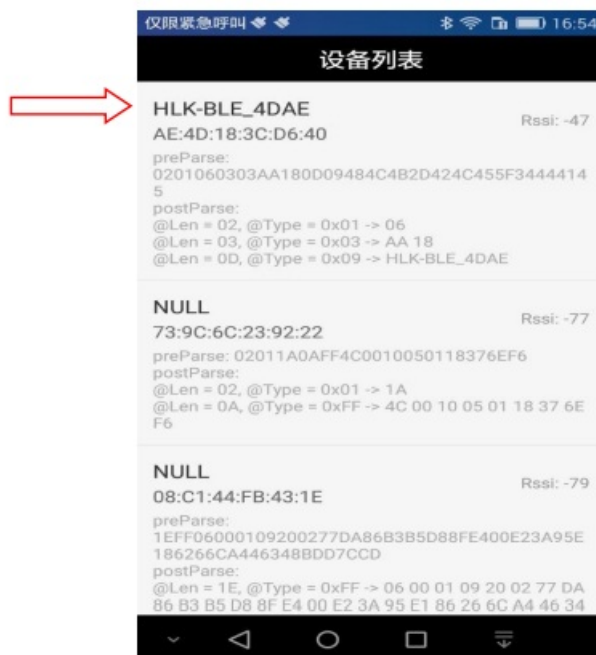 仅限紧急呼叫 16:54
设备列表
HLK-BLE_4DAE
Rssi: -47
AE:4D:18:3C:D6:40
preParse:
0201060303AA180D09484C4B2D424C455F3444414
5
postParse:
@Len = 02, @Type = 0x01 -> 06
@Len = 03, @Type = 0x03 -> AA 18
@Len = 0D, @Type = 0x09 -> HLK-BLE_4DAE
NULL
Rssi: -77
73:9C:6C:23:92:22
preParse: 02011A0AFF4C0010050118376EF6
postParse:
@Len = 02, @Type = 0x01 -> 1A
@Len = 0A, @Type = 0xFF -> 4C 00 10 05 01 18 37 6E
F6
NULL
Rssi: -79
08:C1:44:FB:43:1E
preParse:
1EFF06000109200277DA86B3B5D88FE400E23A95E
186266CA446348BDD7CCD
postParse:
@Len = 1E, @Type = 0xFF -> 06 00 01 09 20 02 77 DA
86 B3 B5 D8 8F E4 00 E2 3A 95 E1 86 26 6C A4 46 34